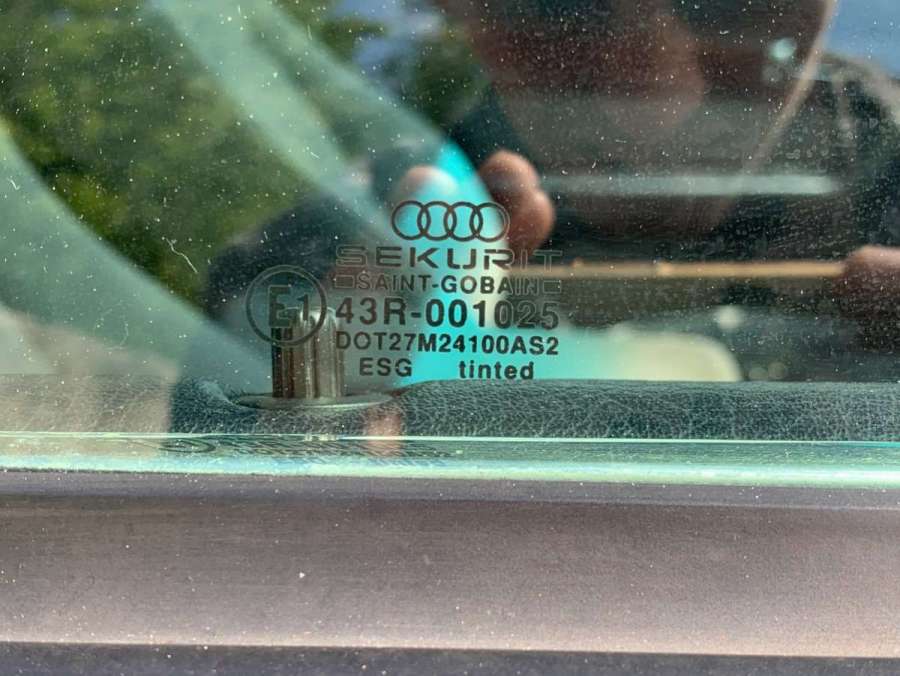 SEKURIT
SAINT-GOBAIN
E1
43R-001025
DOT27M24100AS2
ESG tinted